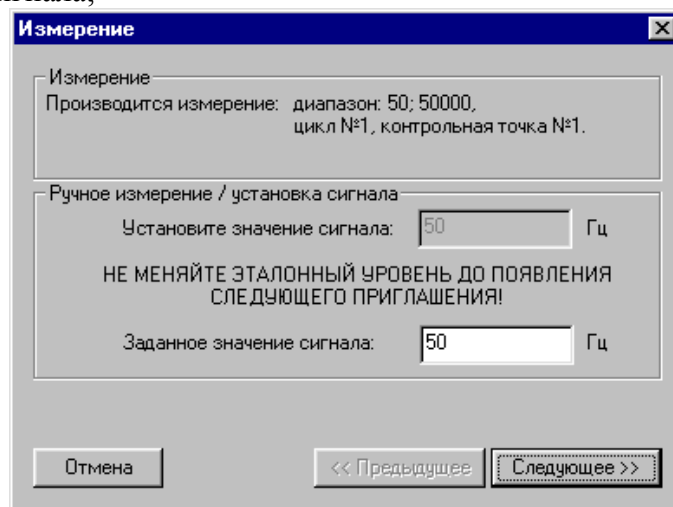 Измерение
Измерение
Производится измерение: диапазон: 50; 50000,
цикл №1, контрольная точка №1.
Ручное измерение / установка сигнала
Установите значение сигнала: 50 Гц
НЕ МЕНЯЙТЕ ЭТАЛОННЫЙ УРОВЕНЬ ДО ПОЯВЛЕНИЯ
СЛЕДУЮЩЕГО ПРИГЛАШЕНИЯ!
Заданное значение сигнала: 50 Гц
Отмена << Предыдущее Следующее >>